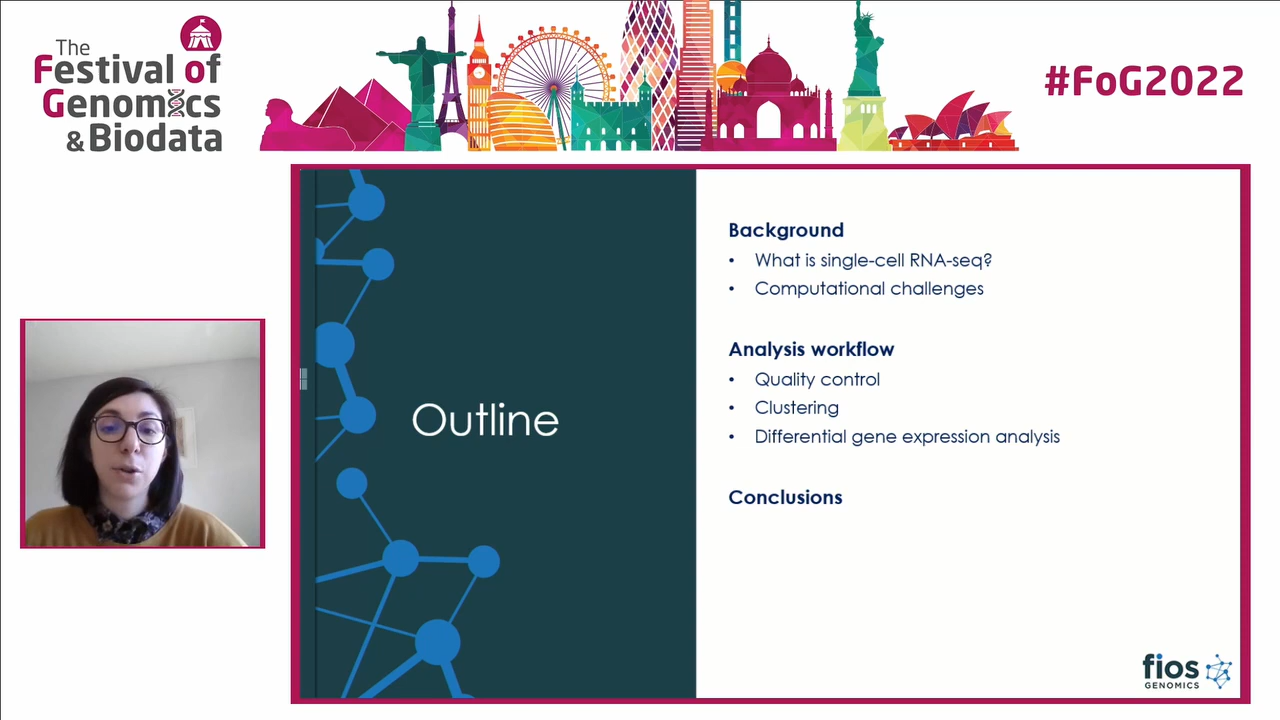 The
Festival of
Genomics
& Biodata
#FoG2022
Outline
Background
• What is single-cell RNA-seq?
• Computational challenges
Analysis workflow
• Quality control
• Clustering
• Differential gene expression analysis
Conclusions
fios
GENOMICS